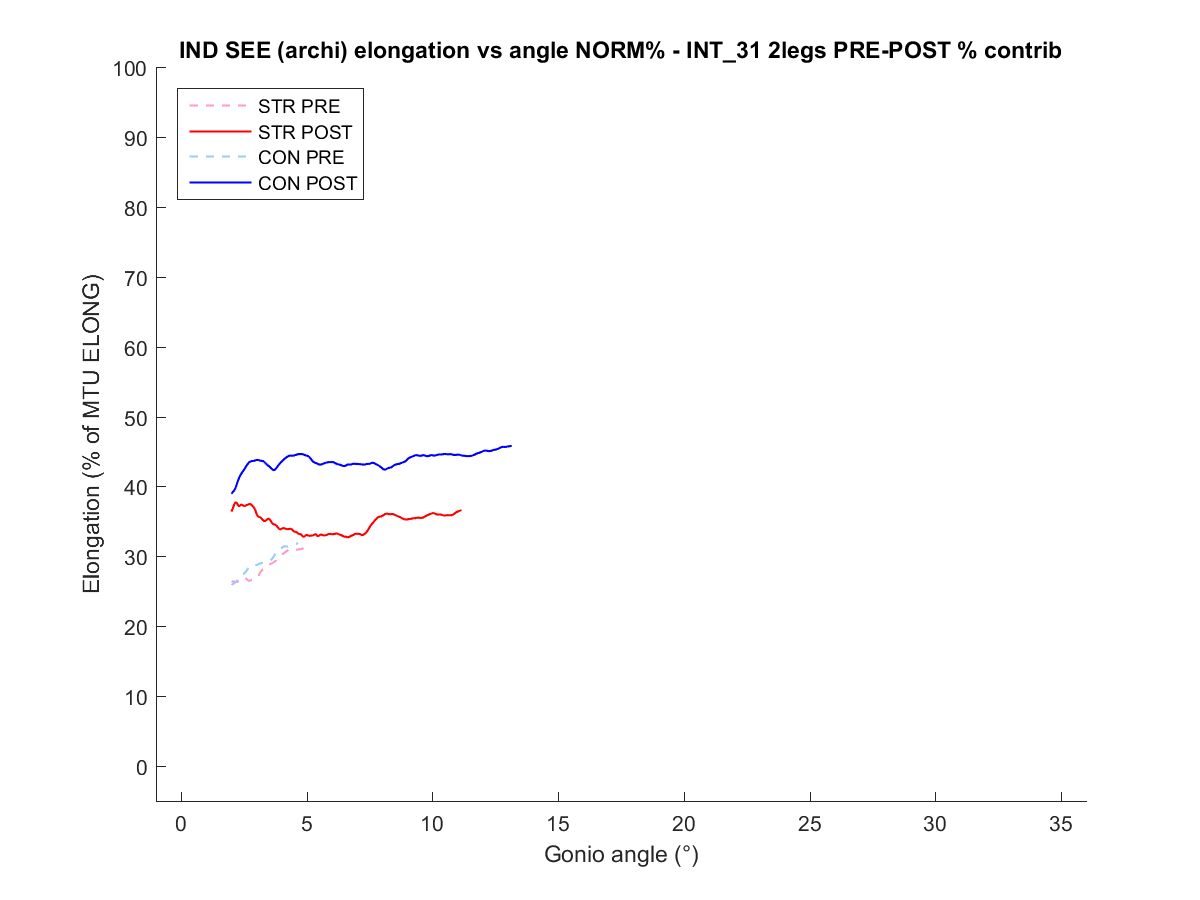 IND SEE (archi) elongation vs angle NORM% - INT_31 2legs PRE-POST % contrib
STR PRE
STR POST
CON PRE
CON POST
Elongation (% of MTU ELONG)
100
90
80
70
60
50
40
30
20
10
0
0 5 10 15 20 25 30 35
Gonio angle (°)